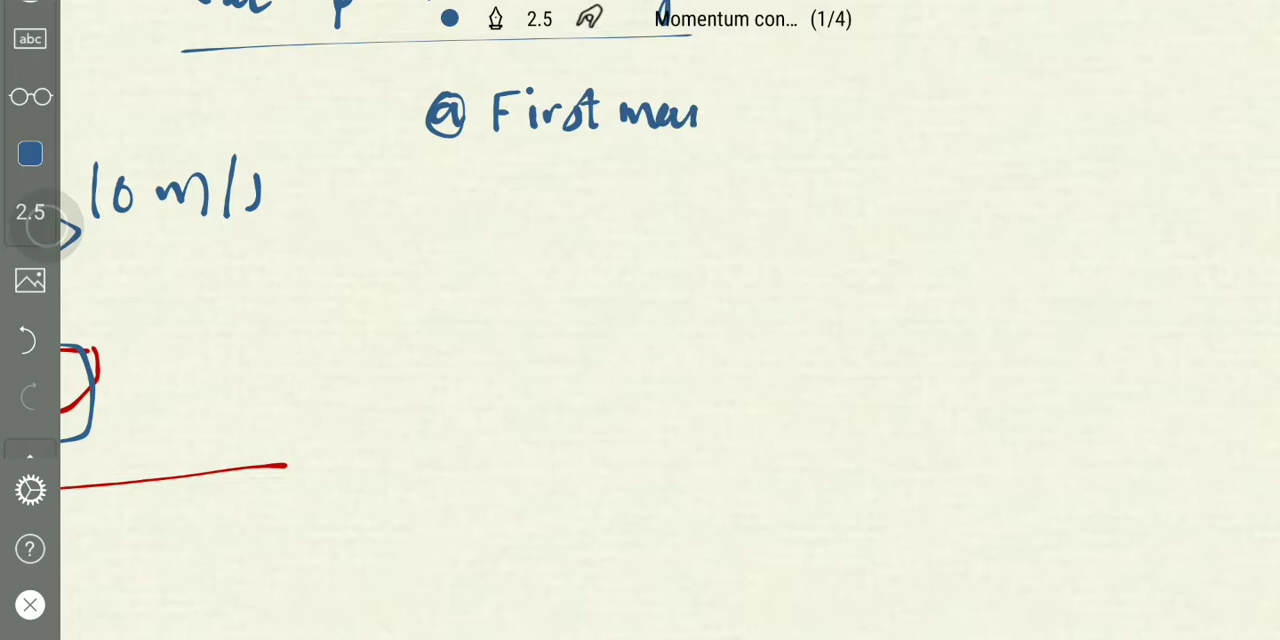 abc
2.5 Momentum con... (1/4)
@ First man
10 m/s
2.5
?